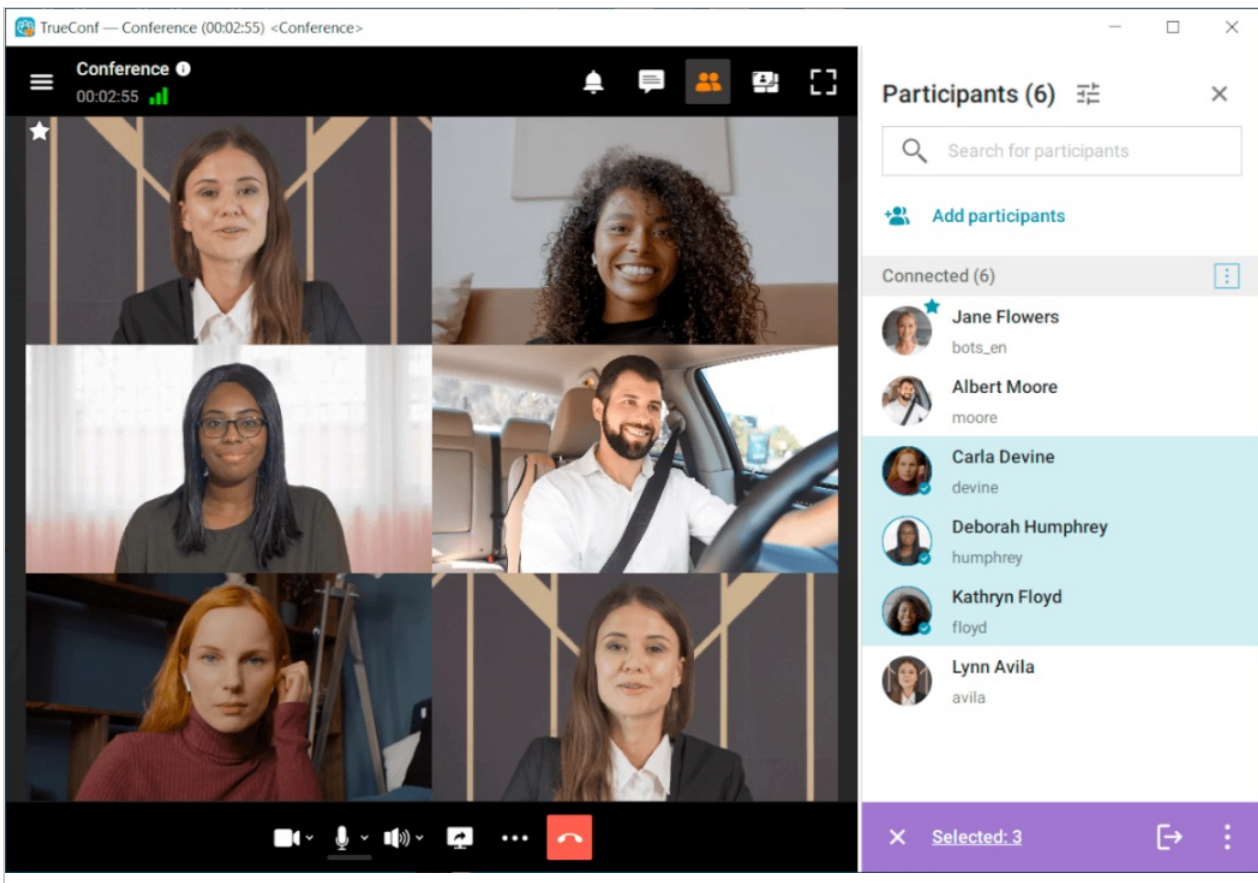 TrueConf — Conference (00:02:55) <Conference>
Conference
00:02:55
Participants (6)
Search for participants
Add participants
Connected (6)
Jane Flowers
bots_en
Albert Moore
moore
Carla Devine
devine
Deborah Humphrey
humphrey
Kathryn Floyd
floyd
Lynn Avila
avila
Selected: 3